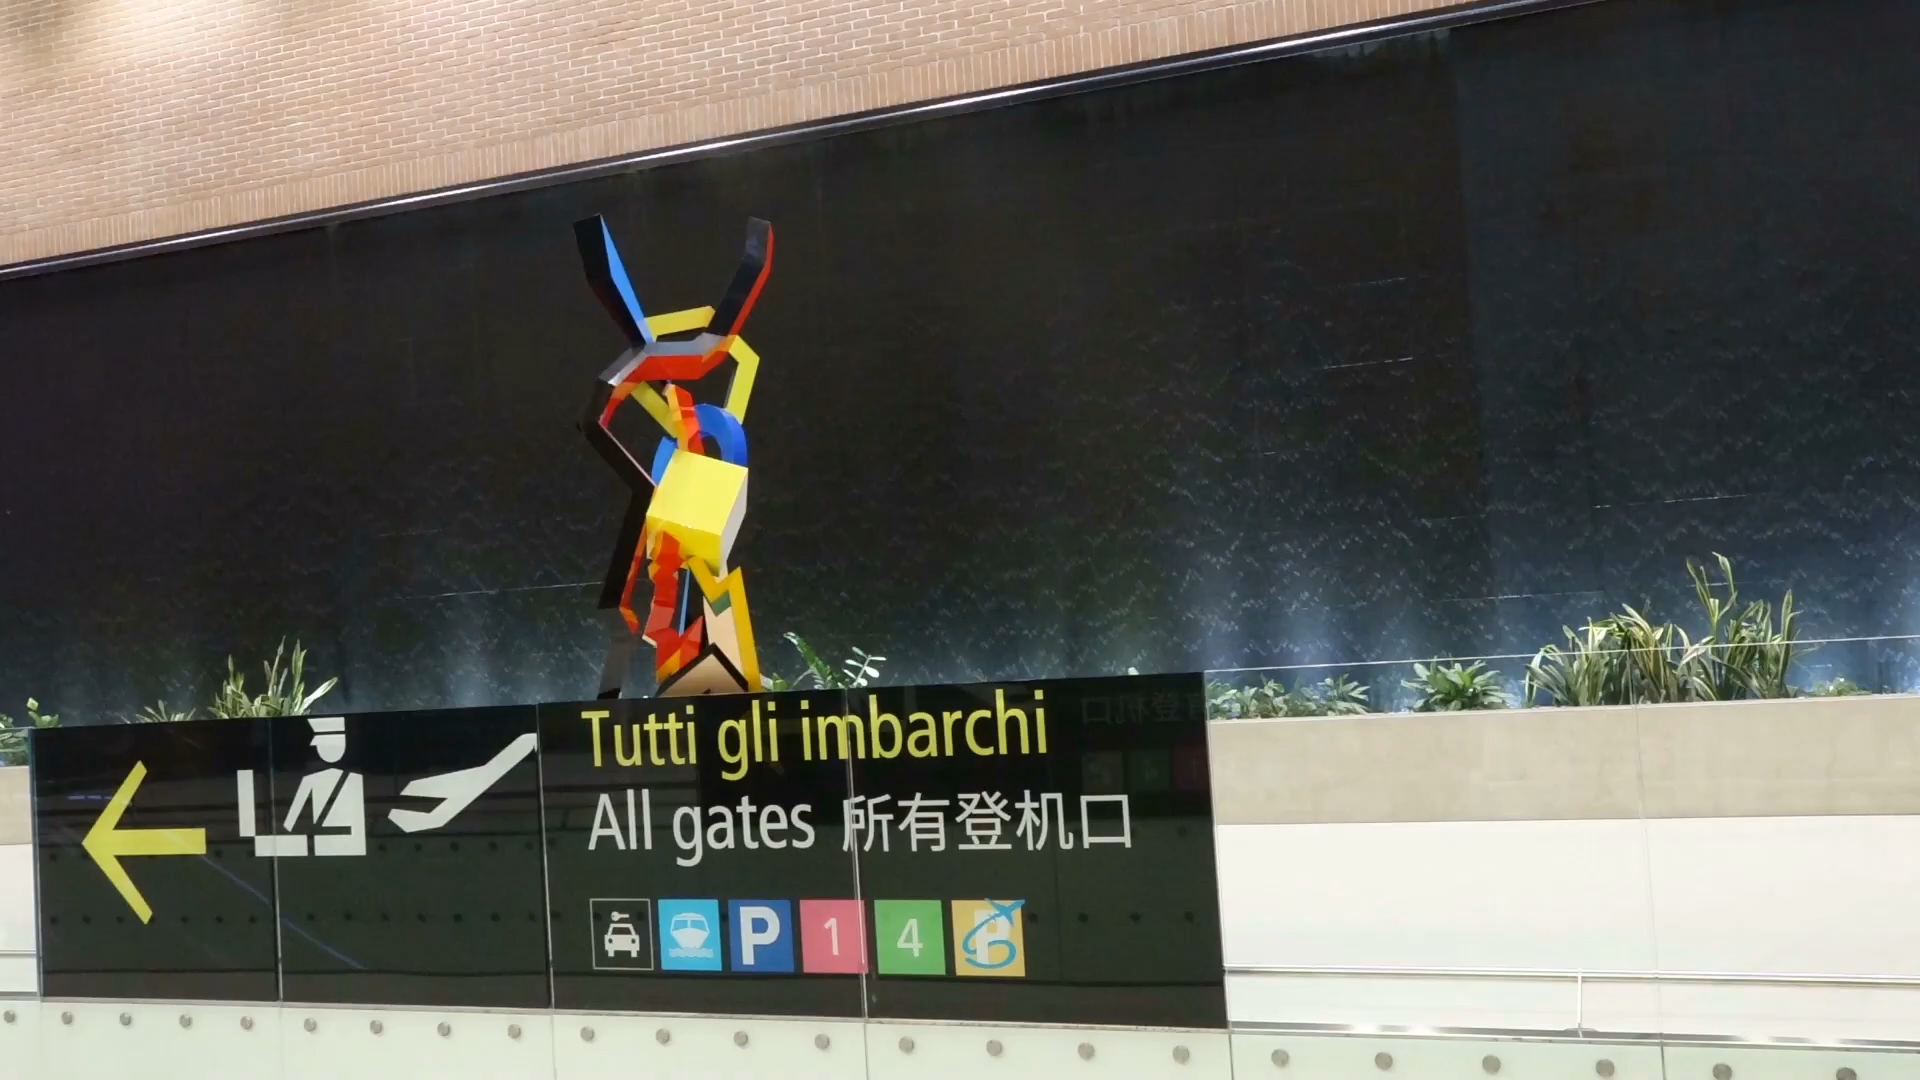 Tutti gli imbarchi
All gates 所有登机口
P 1 4 P